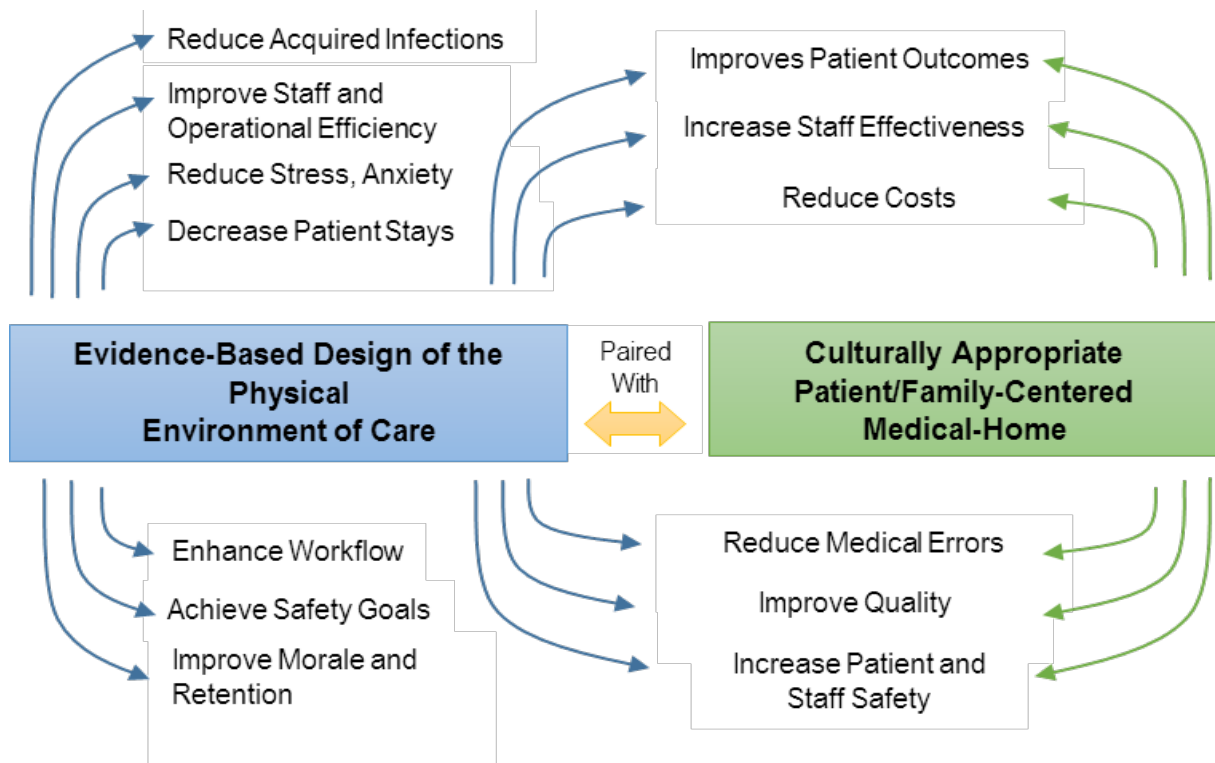 Reduce Acquired Infections
Improve Staff and
Operational Efficiency
Reduce Stress, Anxiety
Decrease Patient Stays
Improves Patient Outcomes
Increase Staff Effectiveness
Reduce Costs
Evidence-Based Design of the
Physical
Environment of Care
Paired
With
Culturally Appropriate
Patient/Family-Centered
Medical-Home
Enhance Workflow
Achieve Safety Goals
Improve Morale and
Retention
Reduce Medical Errors
Improve Quality
Increase Patient and
Staff Safety